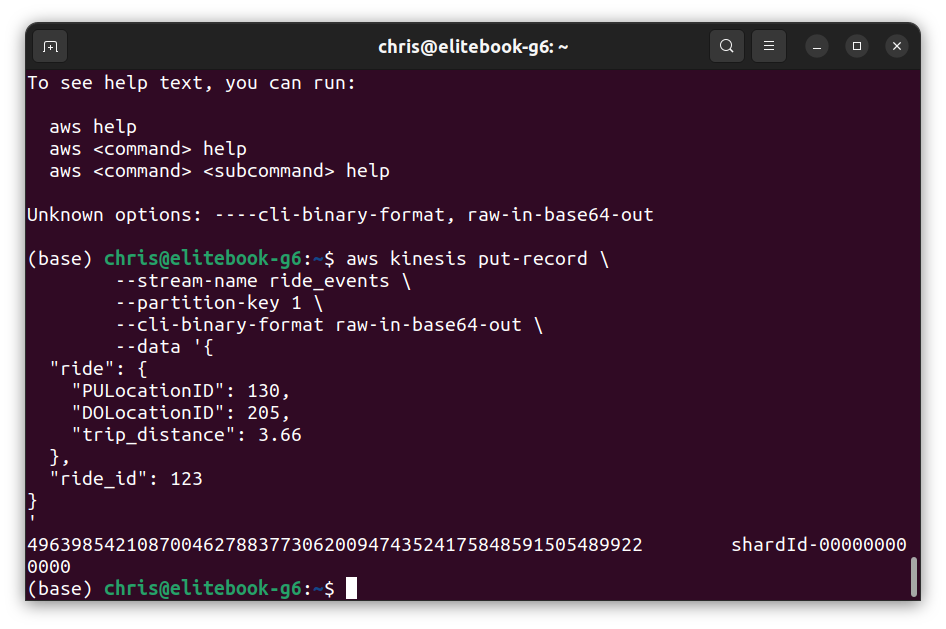 chris@elitebook-g6: ~
To see help text, you can run:
aws help
aws <command> help
aws <command> <subcommand> help
Unknown options: ----cli-binary-format, raw-in-base64-out
(base) chris@elitebook-g6:~$ aws kinesis put-record \
--stream-name ride_events \
--partition-key 1 \
--cli-binary-format raw-in-base64-out \
--data '{
"ride": {
"PULocationID": 130,
"DOLocationID": 205,
"trip_distance": 3.66
},
"ride_id": 123
}
'
49639854210870046278837730620094743524175848591505489922 shardId-00000000
0000
(base) chris@elitebook-g6:~$